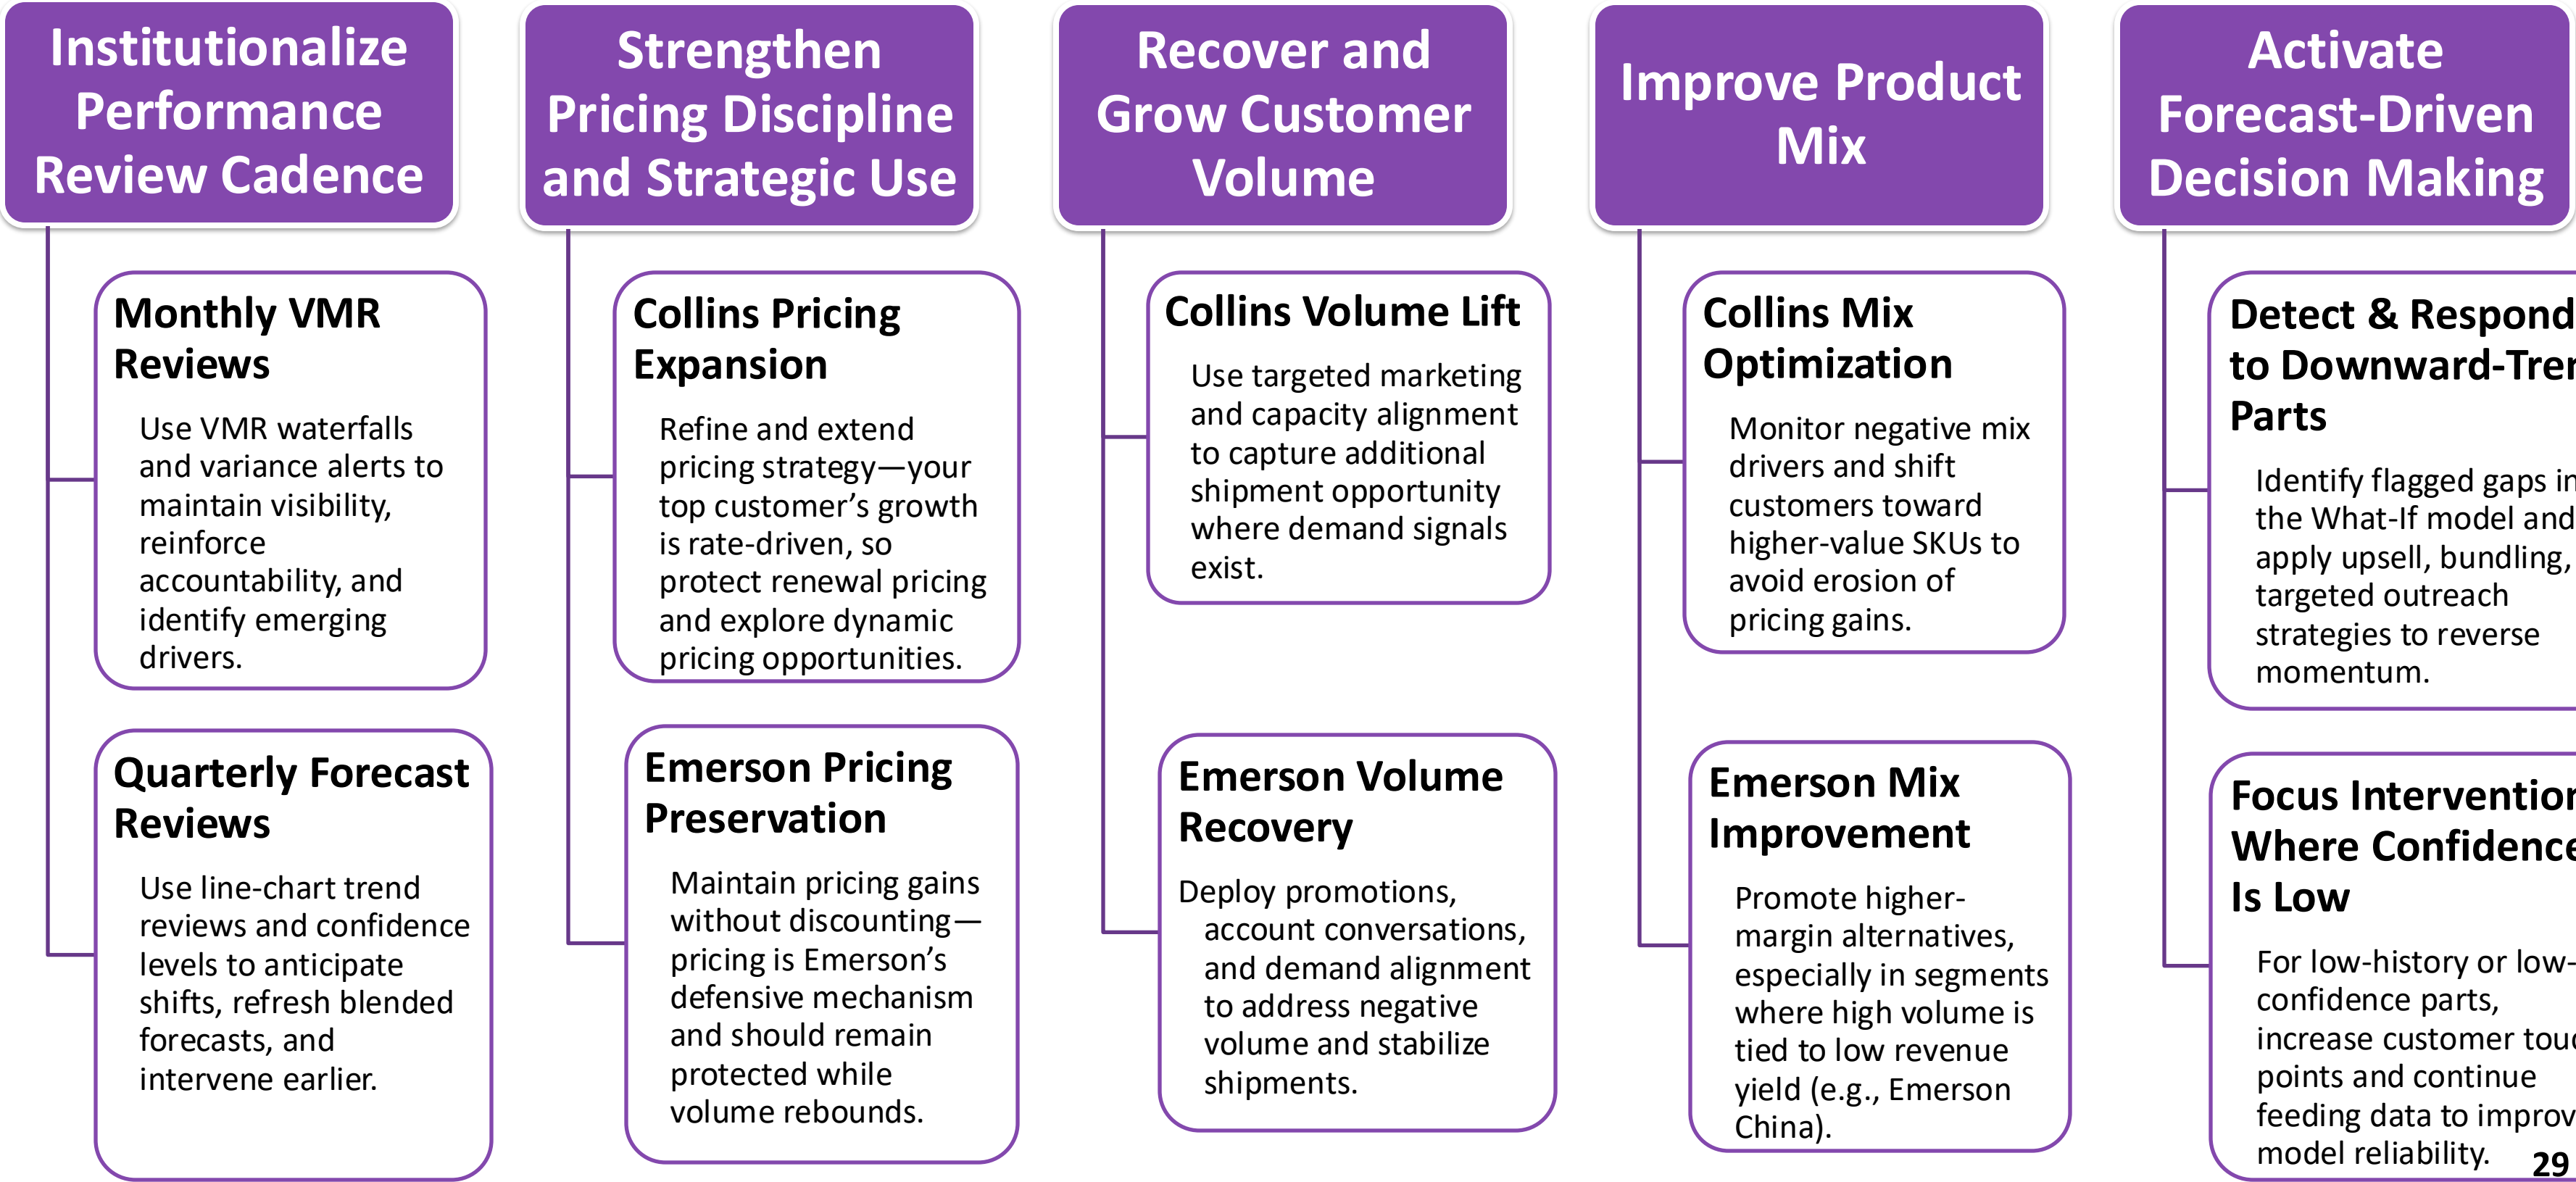 Institutionalize
Performance
Review Cadence
Monthly VMR
Reviews
Use VMR waterfalls
and variance alerts to
maintain visibility,
reinforce
accountability, and
identify emerging
drivers.
Quarterly Forecast
Reviews
Use line-chart trend
reviews and confidence
levels to anticipate
shifts, refresh blended
forecasts, and
intervene earlier.
Strengthen
Pricing Discipline
and Strategic Use
Collins Pricing
Expansion
Refine and extend
pricing strategy—your
top customer’s growth
is rate-driven, so
protect renewal pricing
and explore dynamic
pricing opportunities.
Emerson Pricing
Preservation
Maintain pricing gains
without discounting—
pricing is Emerson’s
defensive mechanism
and should remain
protected while
volume rebounds.
Recover and
Grow Customer
Volume
Collins Volume Lift
Use targeted marketing
and capacity alignment
to capture additional
shipment opportunity
where demand signals
exist.
Emerson Volume
Recovery
Deploy promotions,
account conversations,
and demand alignment
to address negative
volume and stabilize
shipments.
Improve Product
Mix
Collins Mix
Optimization
Monitor negative mix
drivers and shift
customers toward
higher-value SKUs to
avoid erosion of
pricing gains.
Emerson Mix
Improvement
Promote higher-
margin alternatives,
especially in segments
where high volume is
tied to low revenue
yield (e.g., Emerson
China).
Activate
Forecast-Driven
Decision Making
Detect & Respond
to Downward-Tren
Parts
Identify flagged gaps in
the What-If model and
apply upsell, bundling,
targeted outreach
strategies to reverse
momentum.
Focus Intervention
Where Confidence
Is Low
For low-history or low-
confidence parts,
increase customer touc
points and continue
feeding data to improv
model reliability.
29